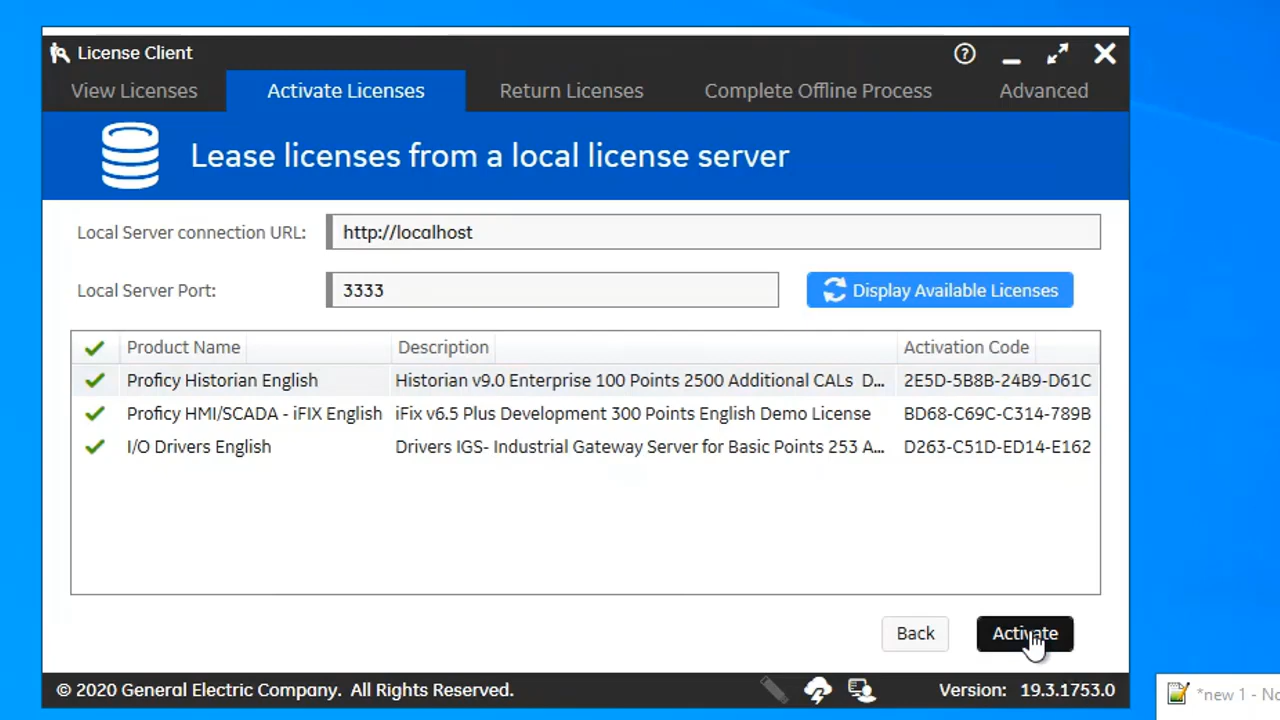 License Client
View Licenses Activate Licenses Return Licenses Complete Offline Process Advanced
Lease licenses from a local license server
Local Server connection URL: http://localhost
Local Server Port: 3333 Display Available Licenses
Product Name Description Activation Code
Proficy Historian English Historian v9.0 Enterprise 100 Points 2500 Additional CALs D... 2E5D-5B8B-24B9-D61C
Proficy HMI/SCADA - iFIX English iFix v6.5 Plus Development 300 Points English Demo License BD68-C69C-C314-789B
I/O Drivers English Drivers IGS- Industrial Gateway Server for Basic Points 253 A... D263-C51D-ED14-E162
Back Activate
© 2020 General Electric Company. All Rights Reserved. Version: 19.3.1753.0
*new 1 - No